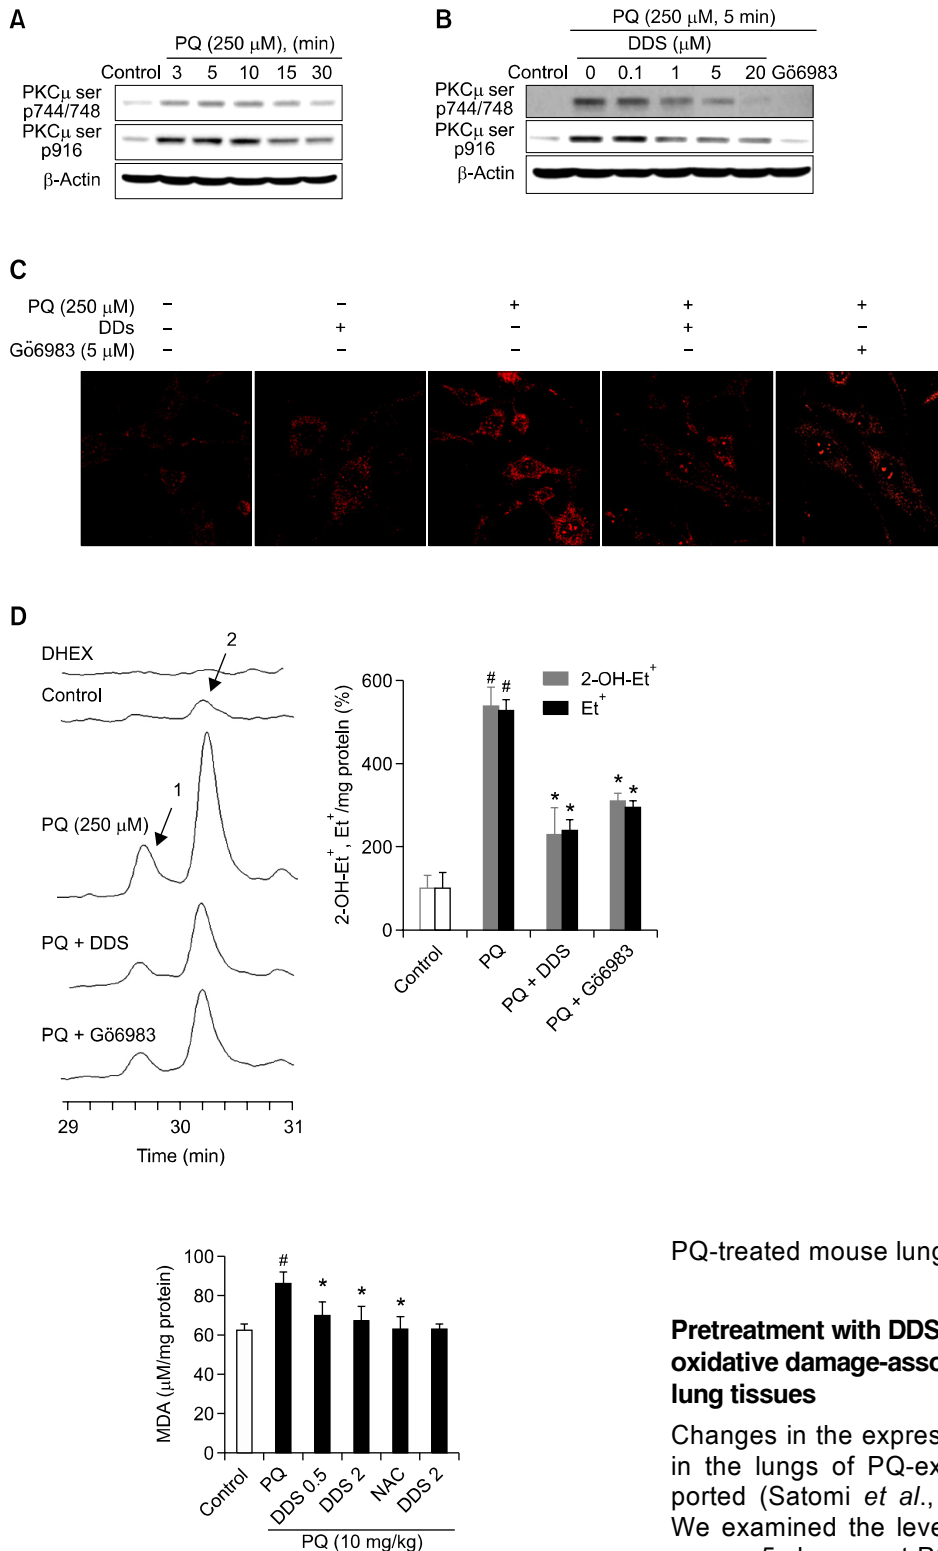 A
PQ (250 μM), (min)
Control 3 5 10 15 30
PKCμ ser
p744/748
PKCμ ser
p916
β-Actin
B
PQ (250 μM, 5 min)
DDS (μM)
Control 0 0.1 1 5 20 Gö6983
PKCμ ser
p744/748
PKCμ ser
p916
β-Actin
C
PQ (250 μM) − − + + +
DDs − + − + −
Gö6983 (5 μM) − − − − +
D
DHEX
Control
2
PQ (250 μM)
1
PQ + DDS
PQ + Gö6983
29 30 31
Time (min)
2-OH-Et+, Et+/mg protein (%)
600
400
200
0
# #
* *
* *
2-OH-Et+
Et+
Control
PQ
PQ + DDS
PQ + Gö6983
MDA (μM/mg protein)
100
80
60
40
20
0
#
*
*
*
Control
PQ
DDS 0.5
DDS 2
NAC
DDS 2
PQ (10 mg/kg)
PQ-treated mouse lung
Pretreatment with DDS
oxidative damage-asso
lung tissues
Changes in the express
in the lungs of PQ-ex
ported (Satomi et al.,
We examined the leve